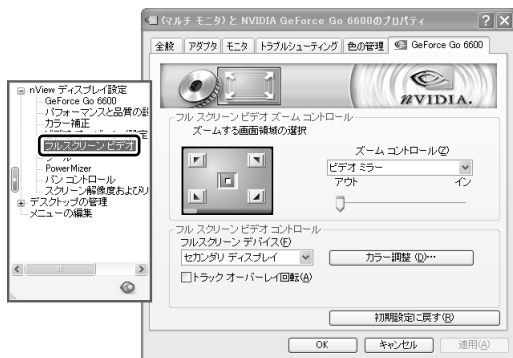 (マルチ モニタ) と NVIDIA GeForce Go 6600のプロパティ
全般 アダプタ モニタ トラブルシューティング 色の管理 GeForce Go 6600
nView ディスプレイ設定
GeForce Go 6600
パフォーマンスと品質の
カラー補正
フルスクリーン ビデオ
PowerMizer
パン コントロール
スクリーン解像度および
デスクトップの管理
メニューの編集
NVIDIA.
フル スクリーン ビデオ ズーム コントロール
ズームする画面領域の選択
ズーム コントロール(Z)
ビデオ ミラー
アウト イン
フル スクリーン ビデオ コントロール
フルスクリーン デバイス(F)
セカンダリ ディスプレイ
カラー調整 (D)...
トラック オーバーレイ回転(A)
初期設定に戻す(R)
OK キャンセル 適用(A)